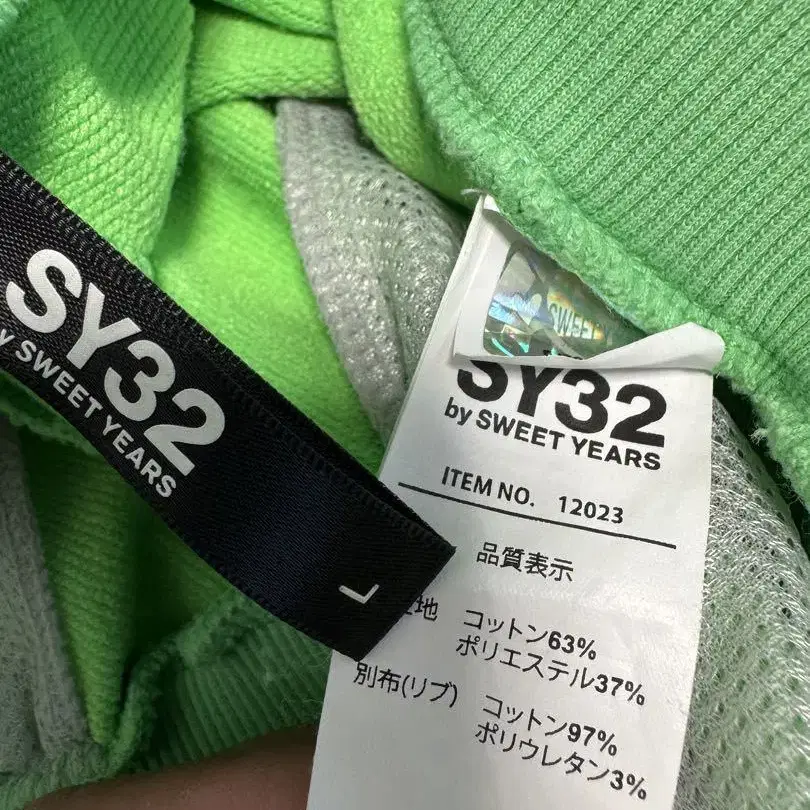 SY32
by SWEET YEARS
L
SWEET
SY32
by SWEET YEARS
ITEM NO. 12023
品質表示
地 コットン63%
ポリエステル37%
別布(リブ) コットン97%
ポリウレタン3%